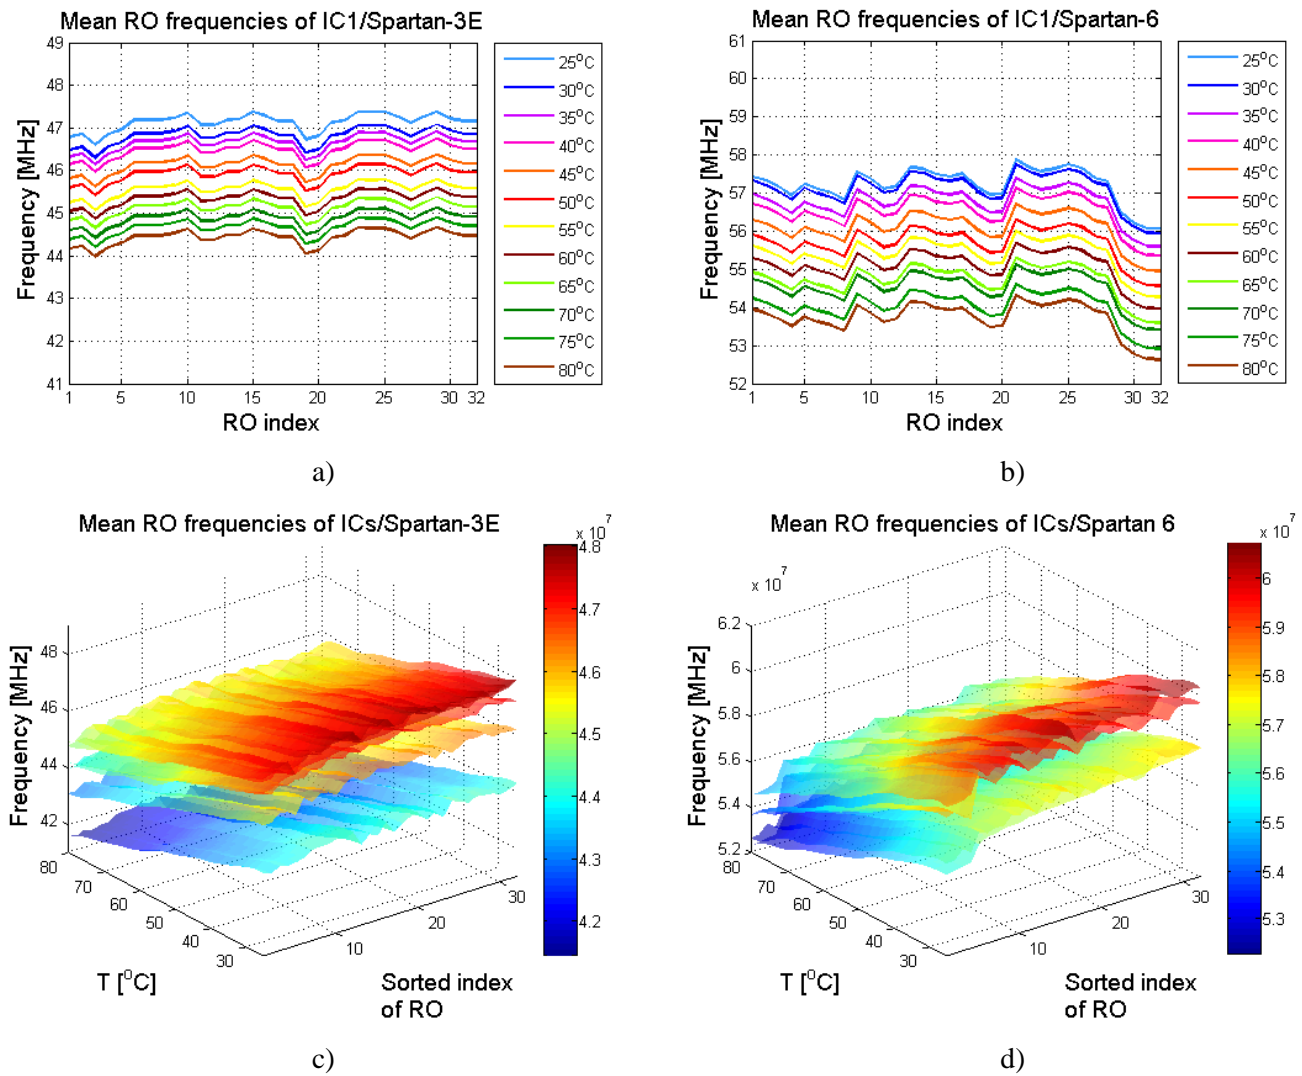 Mean RO frequencies of IC1/Spartan-3E
49
48
47
46
45
44
43
42
41
Frequency [MHz]
1 5 10 15 20 25 30 32
RO index
25°C
30°C
35°C
40°C
45°C
50°C
55°C
60°C
65°C
70°C
75°C
80°C
a)
Mean RO frequencies of IC1/Spartan-6
61
60
59
58
57
56
55
54
53
52
Frequency [MHz]
1 5 10 15 20 25 30 32
RO index
25°C
30°C
35°C
40°C
45°C
50°C
55°C
60°C
65°C
70°C
75°C
80°C
b)
Mean RO frequencies of ICs/Spartan-3E
x 10⁷
4.8
4.7
4.6
4.5
4.4
4.3
4.2
48
46
44
42
Frequency [MHz]
80 70 60 50 40 30
T [°C]
10 20 30
Sorted index
of RO
c)
Mean RO frequencies of ICs/Spartan 6
x 10⁷
x 10⁷
6
5.9
5.8
5.7
5.6
5.5
5.4
5.3
6.2
6
5.8
5.6
5.4
5.2
Frequency [MHz]
80 70 60 50 40 30
T [°C]
10 20 30
Sorted index
of RO
d)